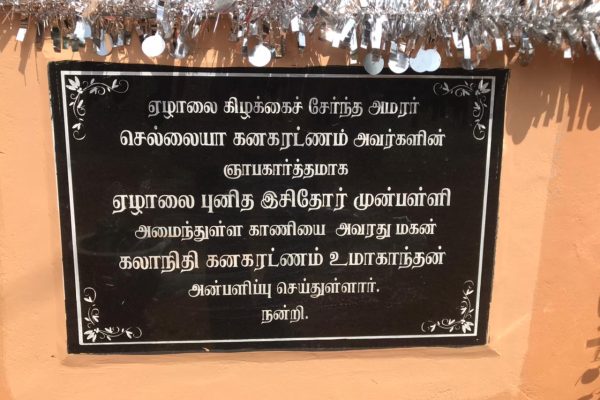 ஏழாலை கிழக்கைச் சேர்ந்த அமரர்
செல்லையா கனகரட்ணம் அவர்களின்
ஞாபகார்த்தமாக
ஏழாலை புனித இசிதோர் முன்பள்ளி
அமைந்துள்ள காணியை அவரது மகன்
கலாநிதி கனகரட்ணம் உமாகாந்தன்
அன்பளிப்பு செய்துள்ளார்.
நன்றி.